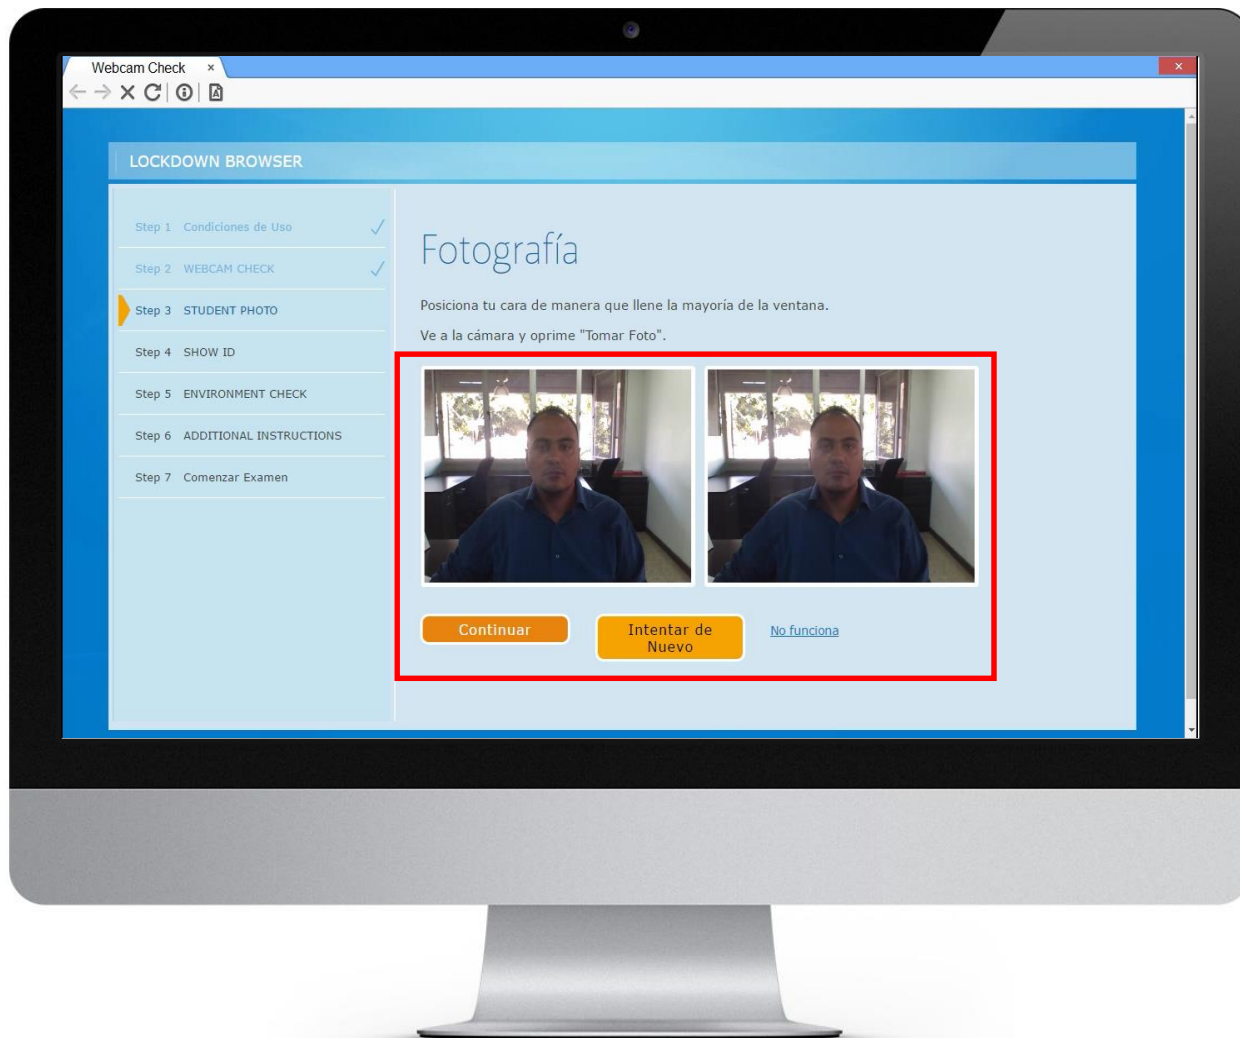 Webcam Check
LOCKDOWN BROWSER
Step 1 Condiciones de Uso
Step 2 WEBCAM CHECK
Step 3 STUDENT PHOTO
Step 4 SHOW ID
Step 5 ENVIRONMENT CHECK
Step 6 ADDITIONAL INSTRUCTIONS
Step 7 Comenzar Examen
Fotografía
Posiciona tu cara de manera que llene la mayoría de la ventana.
Ve a la cámara y oprime "Tomar Foto".
Continuar
Intentar de
Nuevo
No funciona